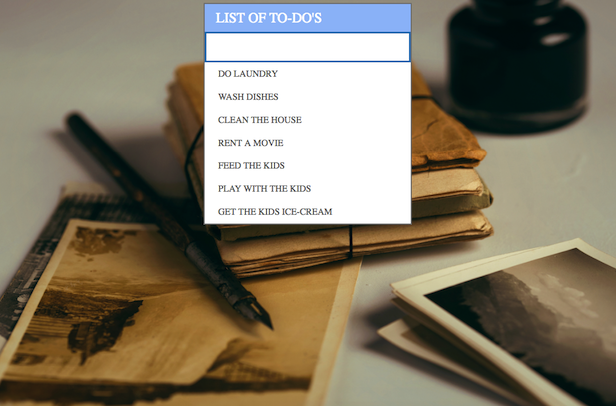 LIST OF TO-DO'S
DO LAUNDRY
WASH DISHES
CLEAN THE HOUSE
RENT A MOVIE
FEED THE KIDS
PLAY WITH THE KIDS
GET THE KIDS ICE-CREAM